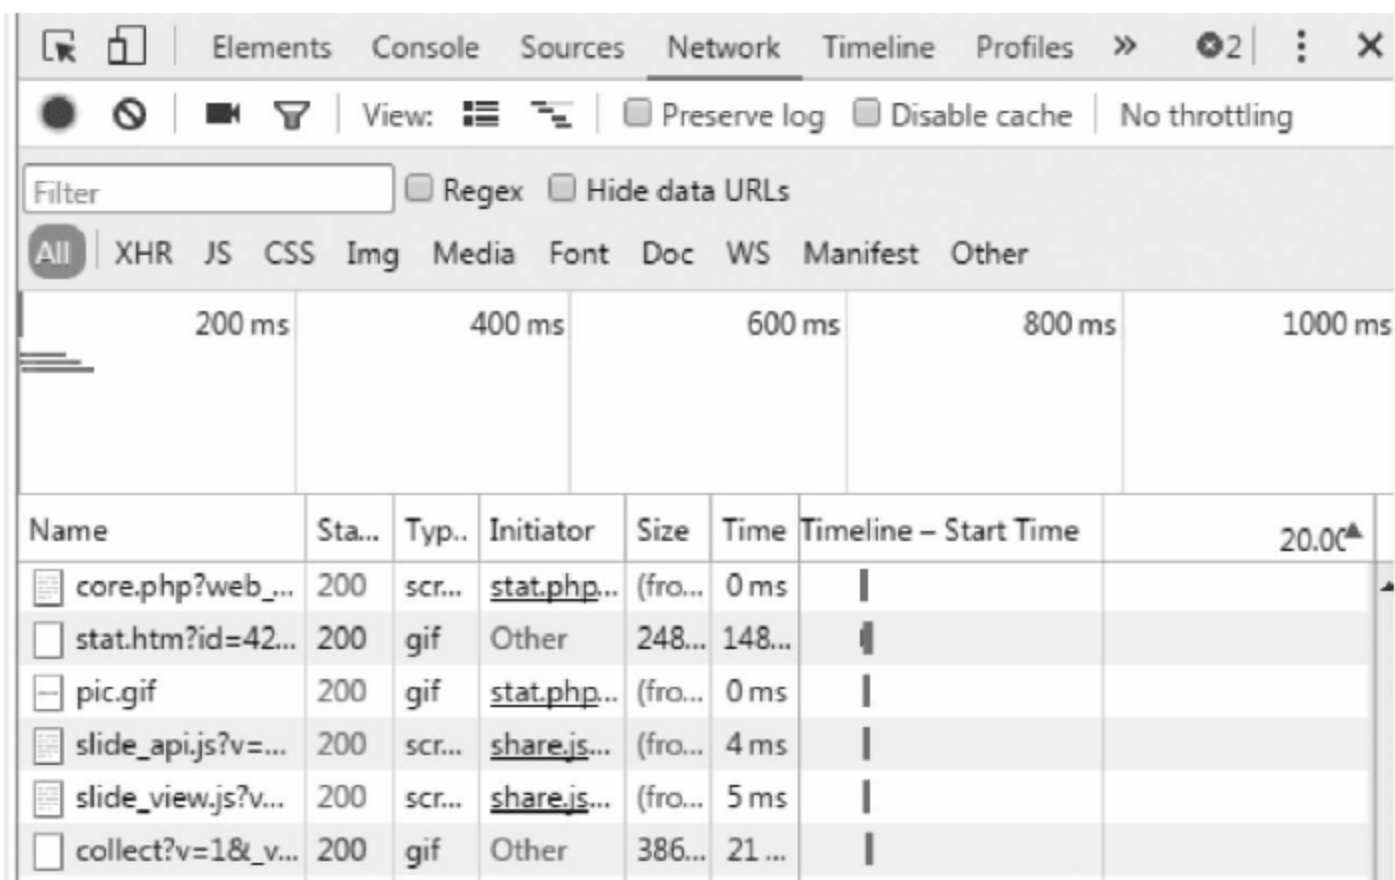 Elements Console Sources Network Timeline Profiles » 2
View: Preserve log Disable cache No throttling
Filter Regex Hide data URLs
All XHR JS CSS Img Media Font Doc WS Manifest Other
200 ms 400 ms 600 ms 800 ms 1000 ms
Name Sta... Typ.. Initiator Size Time Timeline – Start Time 20.00
core.php?web_... 200 scr... stat.php... (fro... 0 ms
stat.htm?id=42... 200 gif Other 248... 148...
pic.gif 200 gif stat.php... (fro... 0 ms
slide_api.js?v=... 200 scr... share.js... (fro... 4 ms
slide_view.js?v... 200 scr... share.js... (fro... 5 ms
collect?v=1&_v... 200 gif Other 386... 21 ...